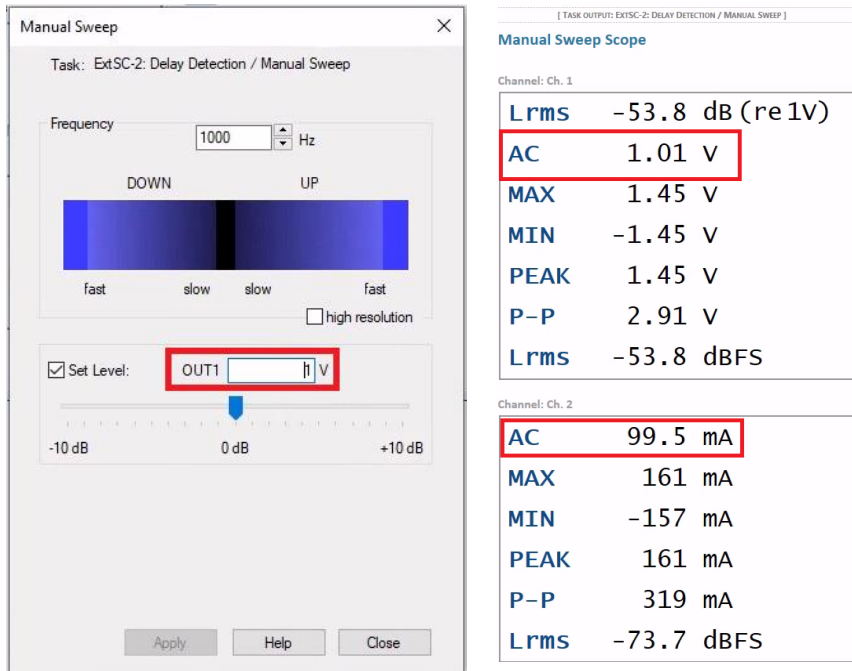 Manual Sweep
Task: ExtSC-2: Delay Detection / Manual Sweep
Frequency
1000 Hz
DOWN UP
fast slow slow fast
high resolution
Set Level: OUT1 1 V
-10 dB 0 dB +10 dB
Apply Help Close
[ TASK OUTPUT: EXTSC-2: DELAY DETECTION / MANUAL SWEEP ]
Manual Sweep Scope
Channel: Ch. 1
Lrms -53.8 dB (re 1V)
AC 1.01 V
MAX 1.45 V
MIN -1.45 V
PEAK 1.45 V
P-P 2.91 V
Lrms -53.8 dBFS
Channel: Ch. 2
AC 99.5 mA
MAX 161 mA
MIN -157 mA
PEAK 161 mA
P-P 319 mA
Lrms -73.7 dBFS